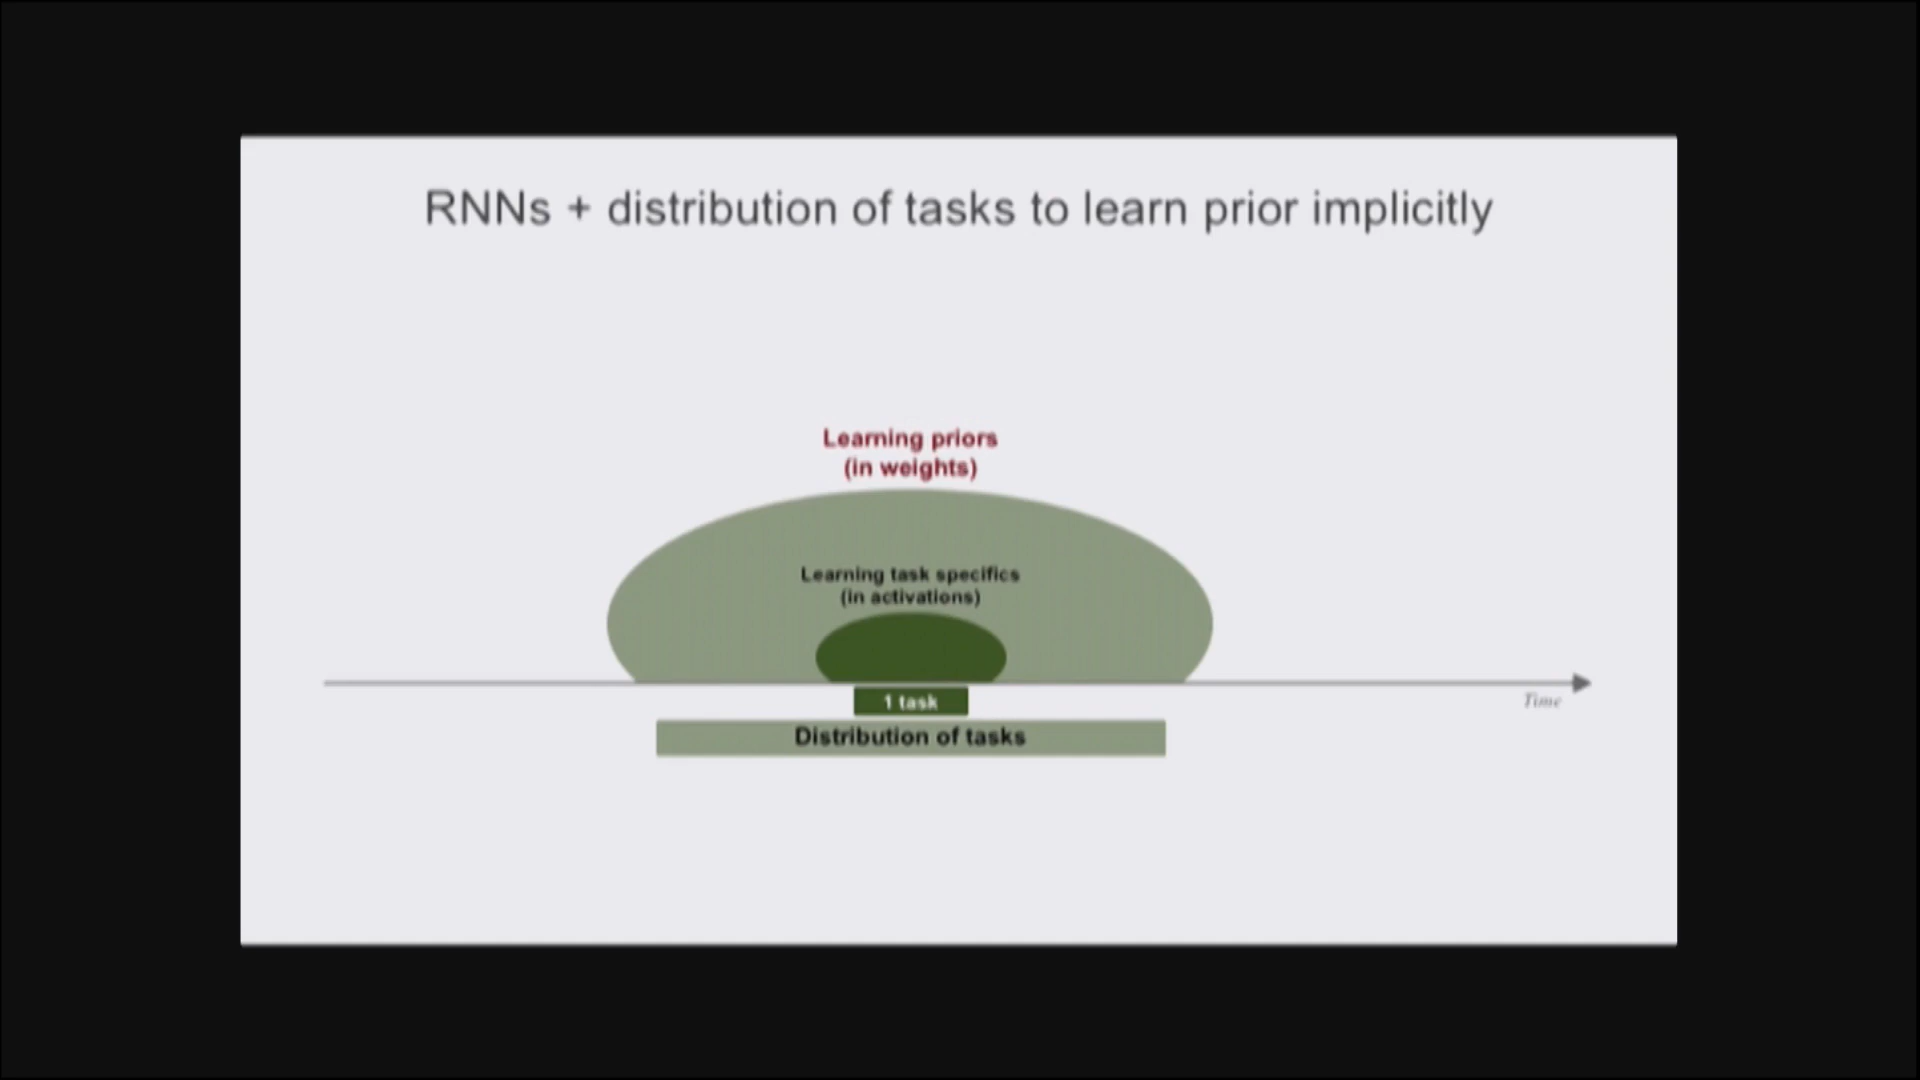 RNNs + distribution of tasks to learn prior implicitly
Learning priors
(in weights)
Learning task specifics
(in activations)
1 task
Time
Distribution of tasks